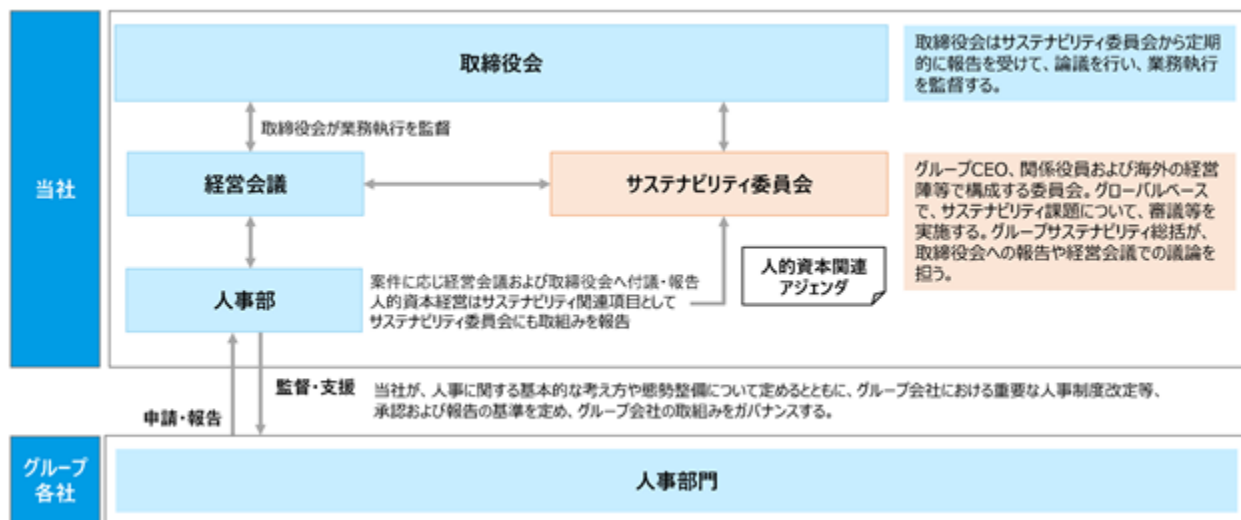 当社
取締役会
取締役会はサステナビリティ委員会から定期
的に報告を受けて、論議を行い、業務執行
を監督する。
取締役会が業務執行を監督
経営会議
サステナビリティ委員会
グループCEO、関係役員および海外の経営
陣等で構成する委員会。グローバルベース
で、サステナビリティ課題について、審議等を
実施する。グループサステナビリティ総括が、
取締役会への報告や経営会議での議論を
担う。
人事部
案件に応じ経営会議および取締役会へ付議・報告
人的資本経営はサステナビリティ関連項目として
サステナビリティ委員会にも取組みを報告
人的資本関連
アジェンダ
監督・支援
当社が、人事に関する基本的な考え方や態勢整備について定めるとともに、グループ会社における重要な人事制度改定等、
承認および報告の基準を定め、グループ会社の取組みをガバナンスする。
申請・報告
グループ
各社
人事部門